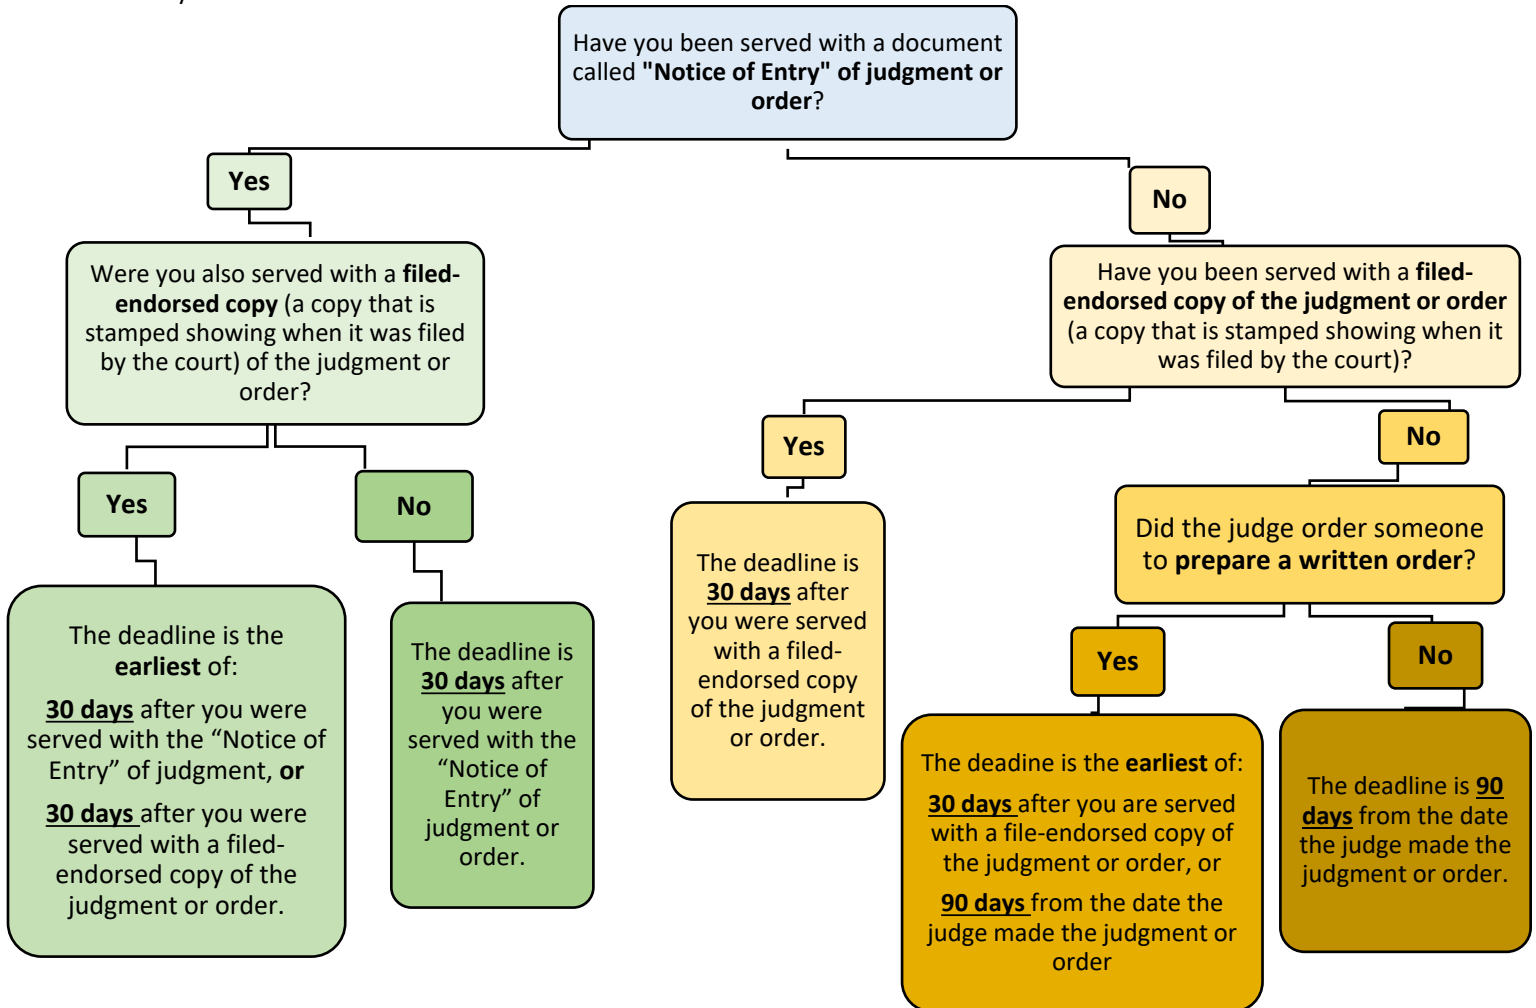 Have you been served with a document
called "Notice of Entry" of judgment or
order?
Yes
No
Were you also served with a filed-
endorsed copy (a copy that is
stamped showing when it was filed
by the court) of the judgment or
order?
Have you been served with a filed-
endorsed copy of the judgment or order
(a copy that is stamped showing when it
was filed by the court)?
Yes
No
Yes
No
The deadline is the
earliest of:
30 days after you were
served with the “Notice of
Entry” of judgment, or
30 days after you were
served with a filed-
endorsed copy of the
judgment or order.
The deadline is
30 days after
you were
served with the
“Notice of
Entry” of
judgment or
order.
The deadline is
30 days after
you were served
with a filed-
endorsed copy
of the judgment
or order.
Did the judge order someone
to prepare a written order?
Yes
No
The deadine is the earliest of:
30 days after you are served
with a file-endorsed copy of
the judgment or order, or
90 days from the date the
judge made the judgment or
order
The deadline is 90
days from the date
the judge made the
judgment or order.